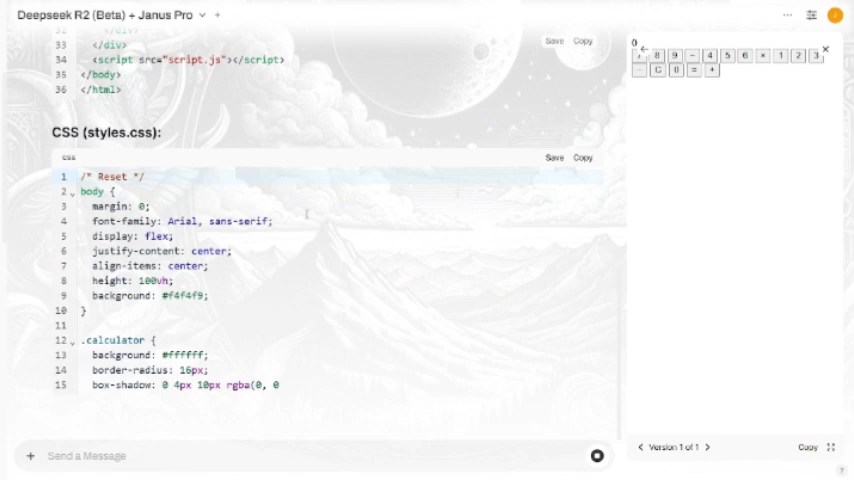 Deepseek R2 (Beta) + Janus Pro
33 </div>
34 <script src="script.js"></script>
35 </body>
36 </html>
Save Copy
CSS (styles.css):
css
Save Copy
1 /* Reset */
2 body {
3 margin: 0;
4 font-family: Arial, sans-serif;
5 display: flex;
6 justify-content: center;
7 align-items: center;
8 height: 100vh;
9 background: #f4f4f9;
10 }
11
12 .calculator {
13 background: #ffffff;
14 border-radius: 16px;
15 box-shadow: 0 4px 10px rgba(0, 0
+ Send a Message
8 9 − 4 5 6 × 1 2 3
C 0 = +
Version 1 of 1
Copy
?